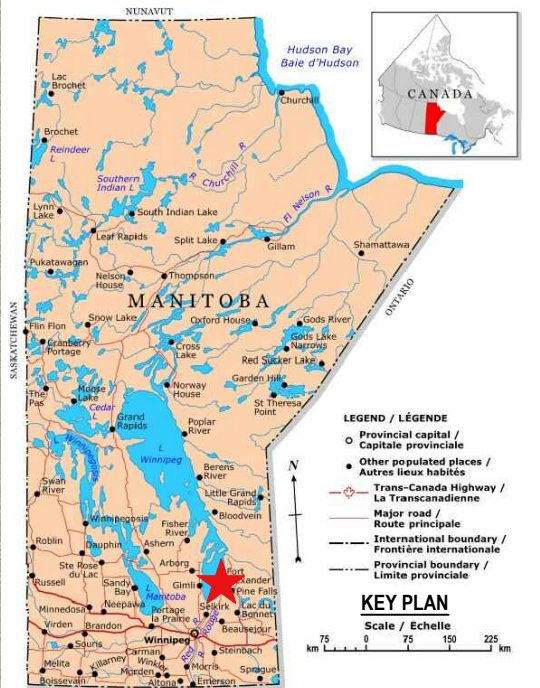 NUNAVUT
Hudson Bay
Baie d'Hudson
CANADA
Lac
Brochet
Churchill
Brochet
Reindeer
L
Southern
Indian L
R
Churchill R
Lynn
Lake
South Indian Lake
Fl Nelson R
Leaf Rapids
Split Lake
Gillam
Shamattawa
Pukatawagan
Nelson
House
Thompson
MANITOBA
ONTARIO
SASKATCHEWAN
Snow Lake
Oxford House
Gods River
Flin Flon
Cranberry
Portage
Cross
Lake
Gods Lake
Narrows
Red Sucker Lake
Garden Hill
The
Pas
Moose
Lake
Norway
House
St Theresa
Point
Cedar
L
Grand
Rapids
Poplar
River
L
Winnipeg
L
Winnipegosis
Berens
River
Swan
River
Little Grand
Rapids
Bloodvein
Winnipegosis
Fisher
River
Roblin
Dauphin
Ashern
Ste Rose
du Lac
Arborg
Fort
exander
Russell
Sandy
Bay
L
Manitoba
Gimli
Pine Falls
Minnedosa
Neepawa
Portage
la Prairie
Selkirk
Lac du
Bonnet
Virden
Brandon
Winnipeg
Red R
Rouge R
Beausejour
Souris
Carman
Steinbach
Melita
Killarney
Winkler
Morris
Boissevain
Morden
Altona
Emerson
Sprague
LEGEND / LÉGENDE
Provincial capital /
Capitale provinciale
Other populated places /
Autres lieux habités
Trans-Canada Highway /
La Transcanadienne
Major road /
Route principale
International boundary /
Frontière internationale
Provincial boundary /
Limite provinciale
N
KEY PLAN
Scale / Echelle
75 0 75 150 225
km km